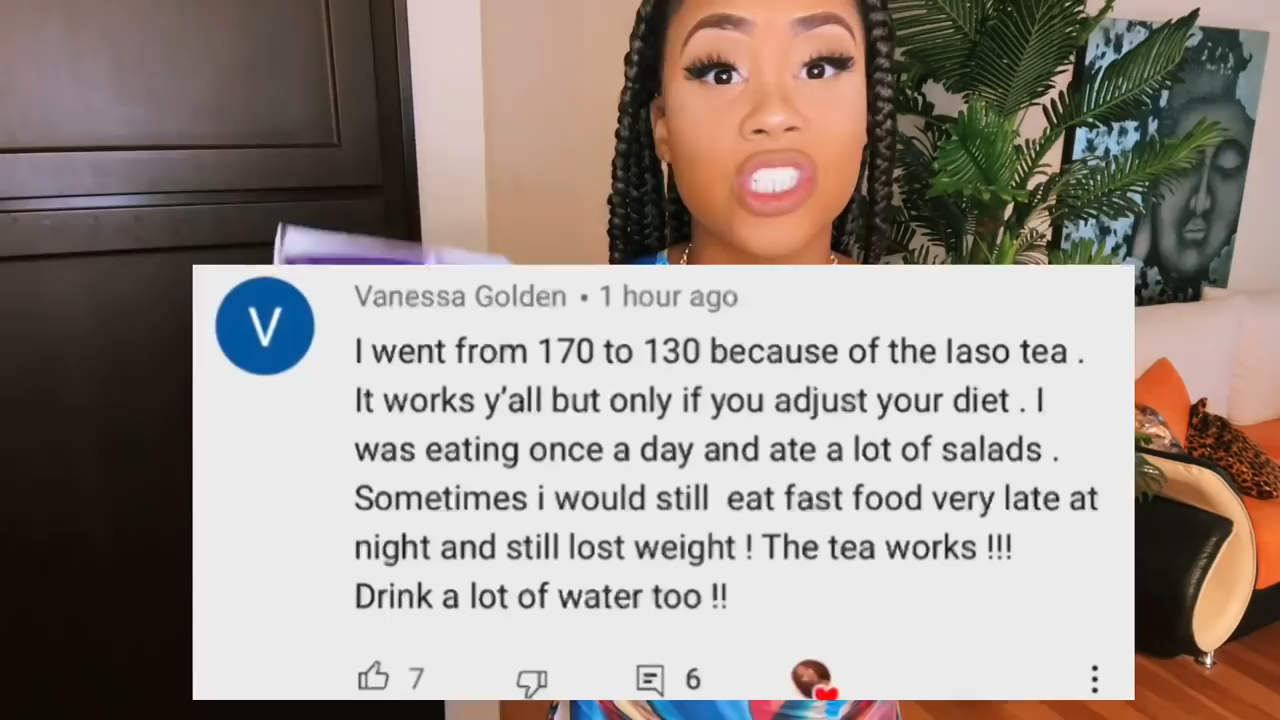 V
Vanessa Golden • 1 hour ago
I went from 170 to 130 because of the Iaso tea .
It works y'all but only if you adjust your diet . I
was eating once a day and ate a lot of salads .
Sometimes i would still  eat fast food very late at
night and still lost weight ! The tea works !!!
Drink a lot of water too !!
7 6